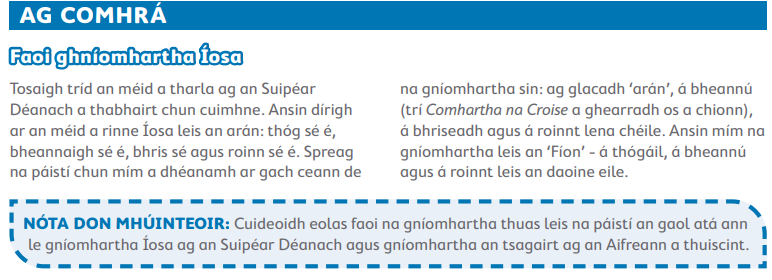 AG COMHRÁ
Faoi ghníomhartha Íosa
Tosaigh tríd an méid a tharla ag an Suipéar
Déanach a thabhairt chun cuimhne. Ansin dírigh
ar an méid a rinne Íosa leis an arán: thóg sé é,
bheannaigh sé é, bhris sé agus roinn sé é. Spreag
na páistí chun mím a dhéanamh ar gach ceann de
na gníomhartha sin: ag glacadh ‘arán’, á bheannú
(trí Comhartha na Croise a ghearradh os a chionn),
á bhriseadh agus á roinnt lena chéile. Ansin mím na
gníomhartha leis an ‘Fíon’ - á thógáil, á bheannú
agus á roinnt leis an daoine eile.
NÓTA DON MHÚINTEOIR: Cuideoidh eolas faoi na gníomhartha thuas leis na páistí an gaol atá ann
le gníomhartha Íosa ag an Suipéar Déanach agus gníomhartha an tsagairt ag an Aifreann a thuiscint.